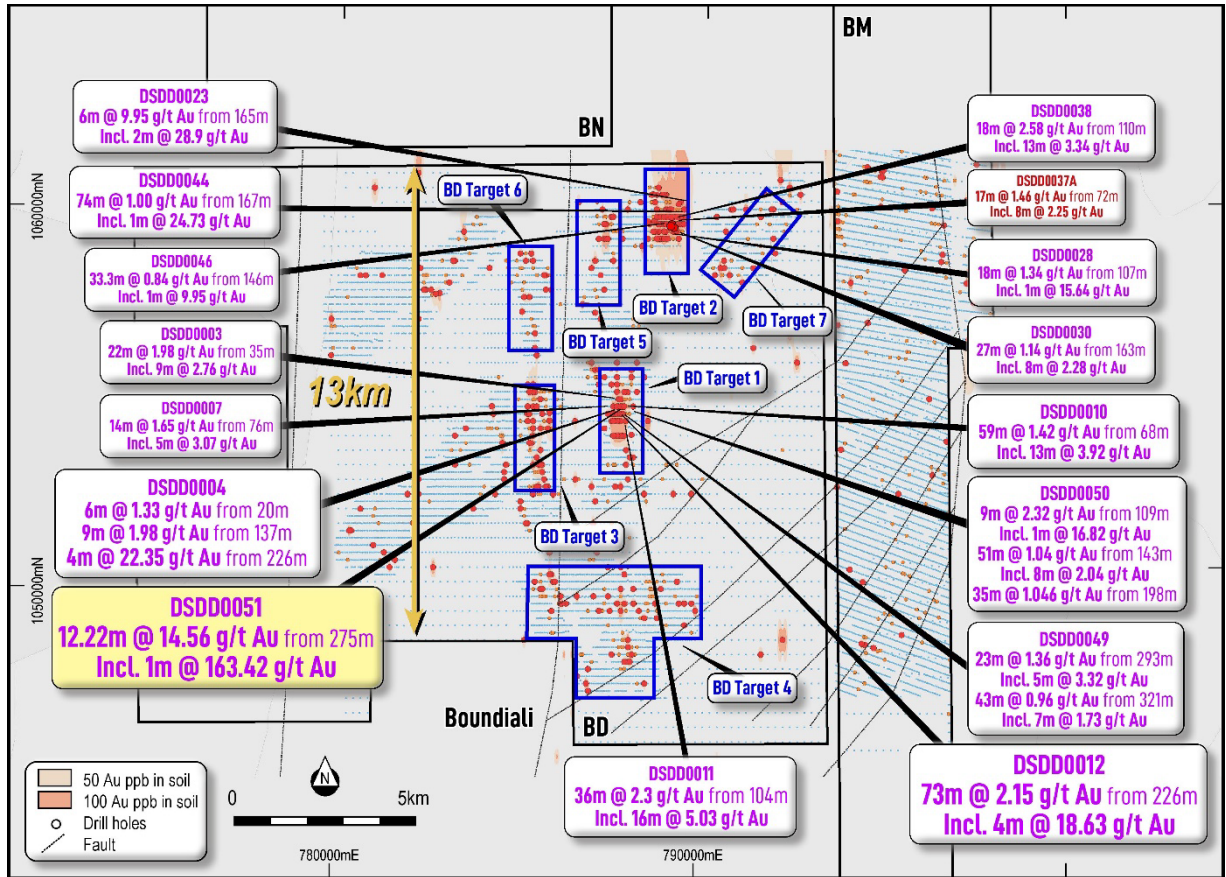 BN
BM
DSDD0023
6m @ 9.95 g/t Au from 165m
Incl. 2m @ 28.9 g/t Au
DSDD0044
74m @ 1.00 g/t Au from 167m
Incl. 1m @ 24.73 g/t Au
DSDD0046
33.3m @ 0.84 g/t Au from 146m
Incl. 1m @ 9.95 g/t Au
DSDD0003
22m @ 1.98 g/t Au from 35m
Incl. 9m @ 2.76 g/t Au
DSDD0007
14m @ 1.65 g/t Au from 76m
Incl. 5m @ 3.07 g/t Au
DSDD0004
6m @ 1.33 g/t Au from 20m
9m @ 1.98 g/t Au from 137m
4m @ 22.35 g/t Au from 226m
DSDD0051
12.22m @ 14.56 g/t Au from 275m
Incl. 1m @ 163.42 g/t Au
1060000mN
1050000mN
13km
BD Target 6
BD Target 2
BD Target 7
BD Target 5
BD Target 1
BD Target 3
BD Target 4
Boundiali
BD
DSDD0038
18m @ 2.58 g/t Au from 110m
Incl. 13m @ 3.34 g/t Au
DSDD0037A
17m @ 1.46 g/t Au from 72m
Incl. 8m @ 2.25 g/t Au
DSDD0028
18m @ 1.34 g/t Au from 107m
Incl. 1m @ 15.64 g/t Au
DSDD0030
27m @ 1.14 g/t Au from 163m
Incl. 8m @ 2.28 g/t Au
DSDD0010
59m @ 1.42 g/t Au from 68m
Incl. 13m @ 3.92 g/t Au
DSDD0050
9m @ 2.32 g/t Au from 109m
Incl. 1m @ 16.82 g/t Au
51m @ 1.04 g/t Au from 143m
Incl. 8m @ 2.04 g/t Au
35m @ 1.046 g/t Au from 198m
DSDD0049
23m @ 1.36 g/t Au from 293m
Incl. 5m @ 3.32 g/t Au
43m @ 0.96 g/t Au from 321m
Incl. 7m @ 1.73 g/t Au
DSDD0012
73m @ 2.15 g/t Au from 226m
Incl. 4m @ 18.63 g/t Au
DSDD0011
36m @ 2.3 g/t Au from 104m
Incl. 16m @ 5.03 g/t Au
50 Au ppb in soil
100 Au ppb in soil
Drill holes
Fault
N
0 5km
780000mE
790000mE